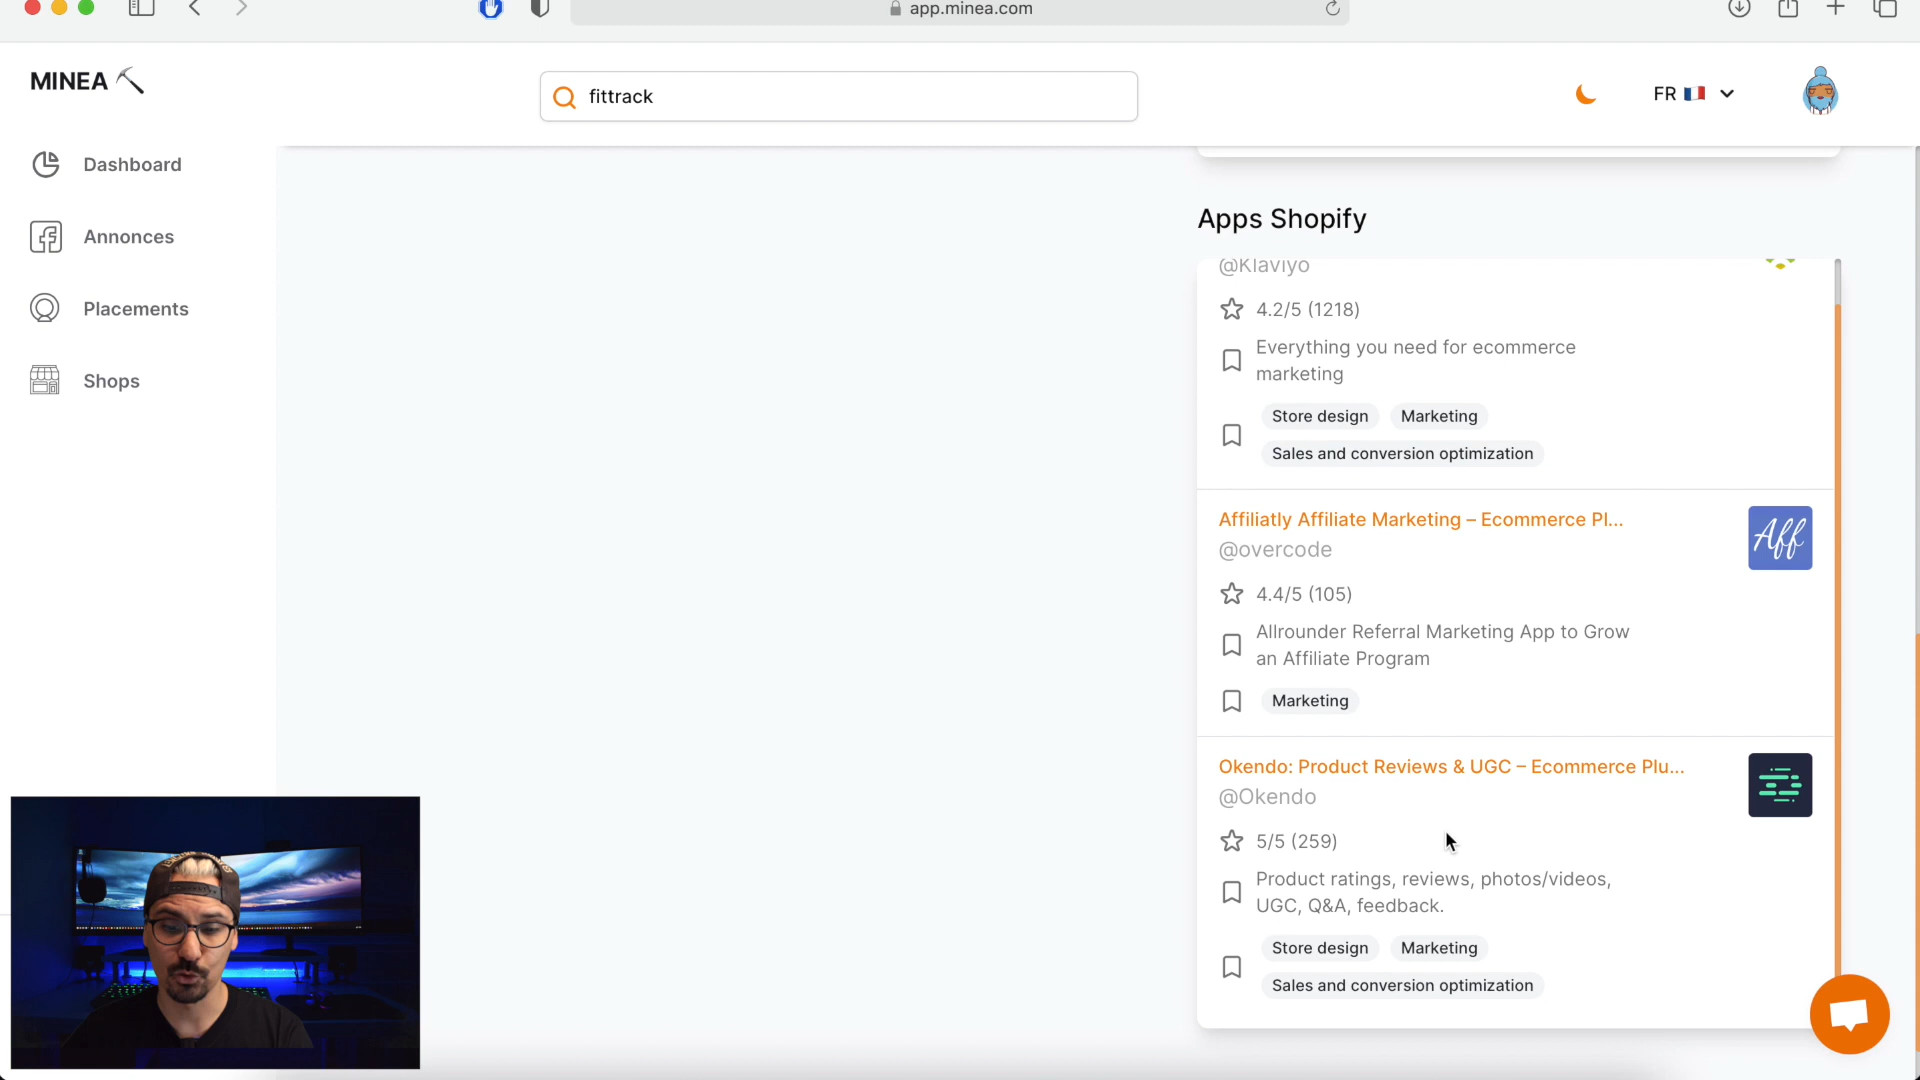 app.minea.com
MINEA
fittrack
FR
Dashboard
Annonces
Placements
Shops
Apps Shopify
@Klaviyo
4.2/5 (1218)
Everything you need for ecommerce
marketing
Store design Marketing
Sales and conversion optimization
Affiliatly Affiliate Marketing – Ecommerce Pl...
Aff
@overcode
4.4/5 (105)
Allrounder Referral Marketing App to Grow
an Affiliate Program
Marketing
Okendo: Product Reviews & UGC – Ecommerce Plu...
@Okendo
5/5 (259)
Product ratings, reviews, photos/videos,
UGC, Q&A, feedback.
Store design Marketing
Sales and conversion optimization